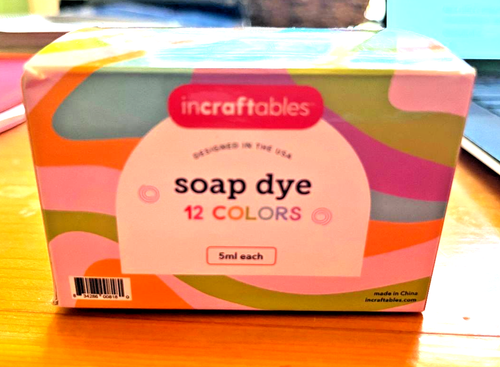 incraftables
DESIGNED IN THE USA
soap dye
12 COLORS
5ml each
made in China
incraftables.com